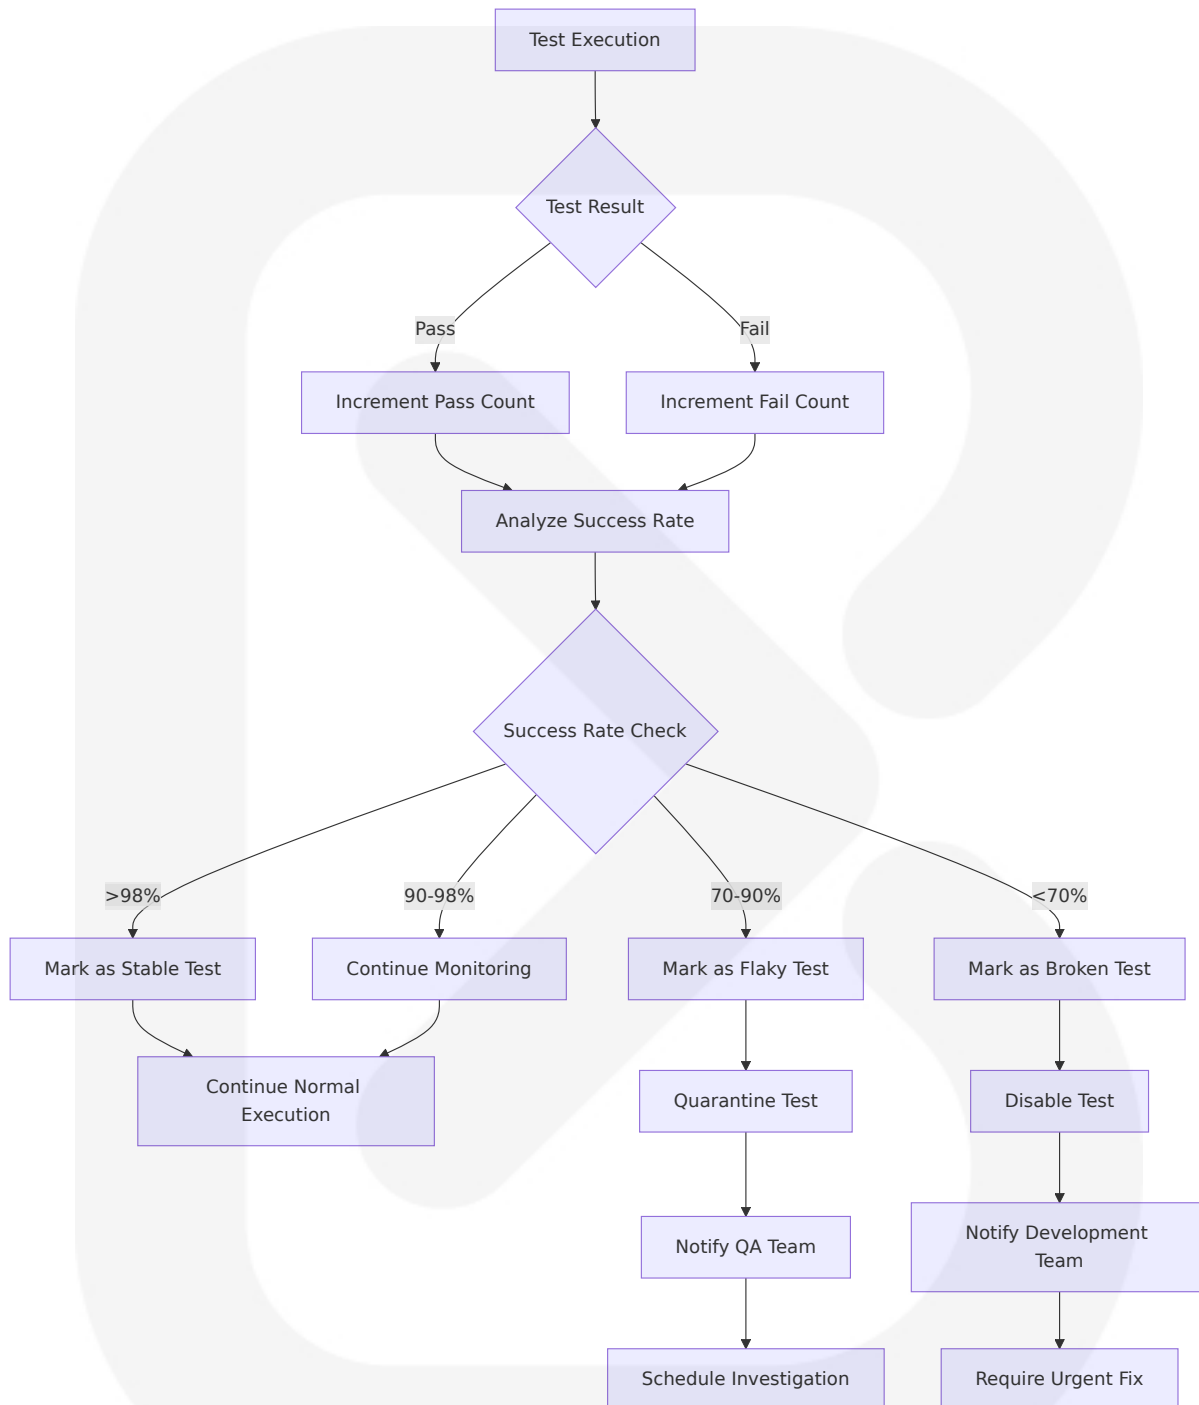 Test Execution
Test Result
Pass
Fail
Increment Pass Count
Increment Fail Count
Analyze Success Rate
Success Rate Check
>98%
90-98%
70-90%
<70%
Mark as Stable Test
Continue Monitoring
Mark as Flaky Test
Mark as Broken Test
Continue Normal
Execution
Quarantine Test
Disable Test
Notify QA Team
Notify Development
Team
Schedule Investigation
Require Urgent Fix